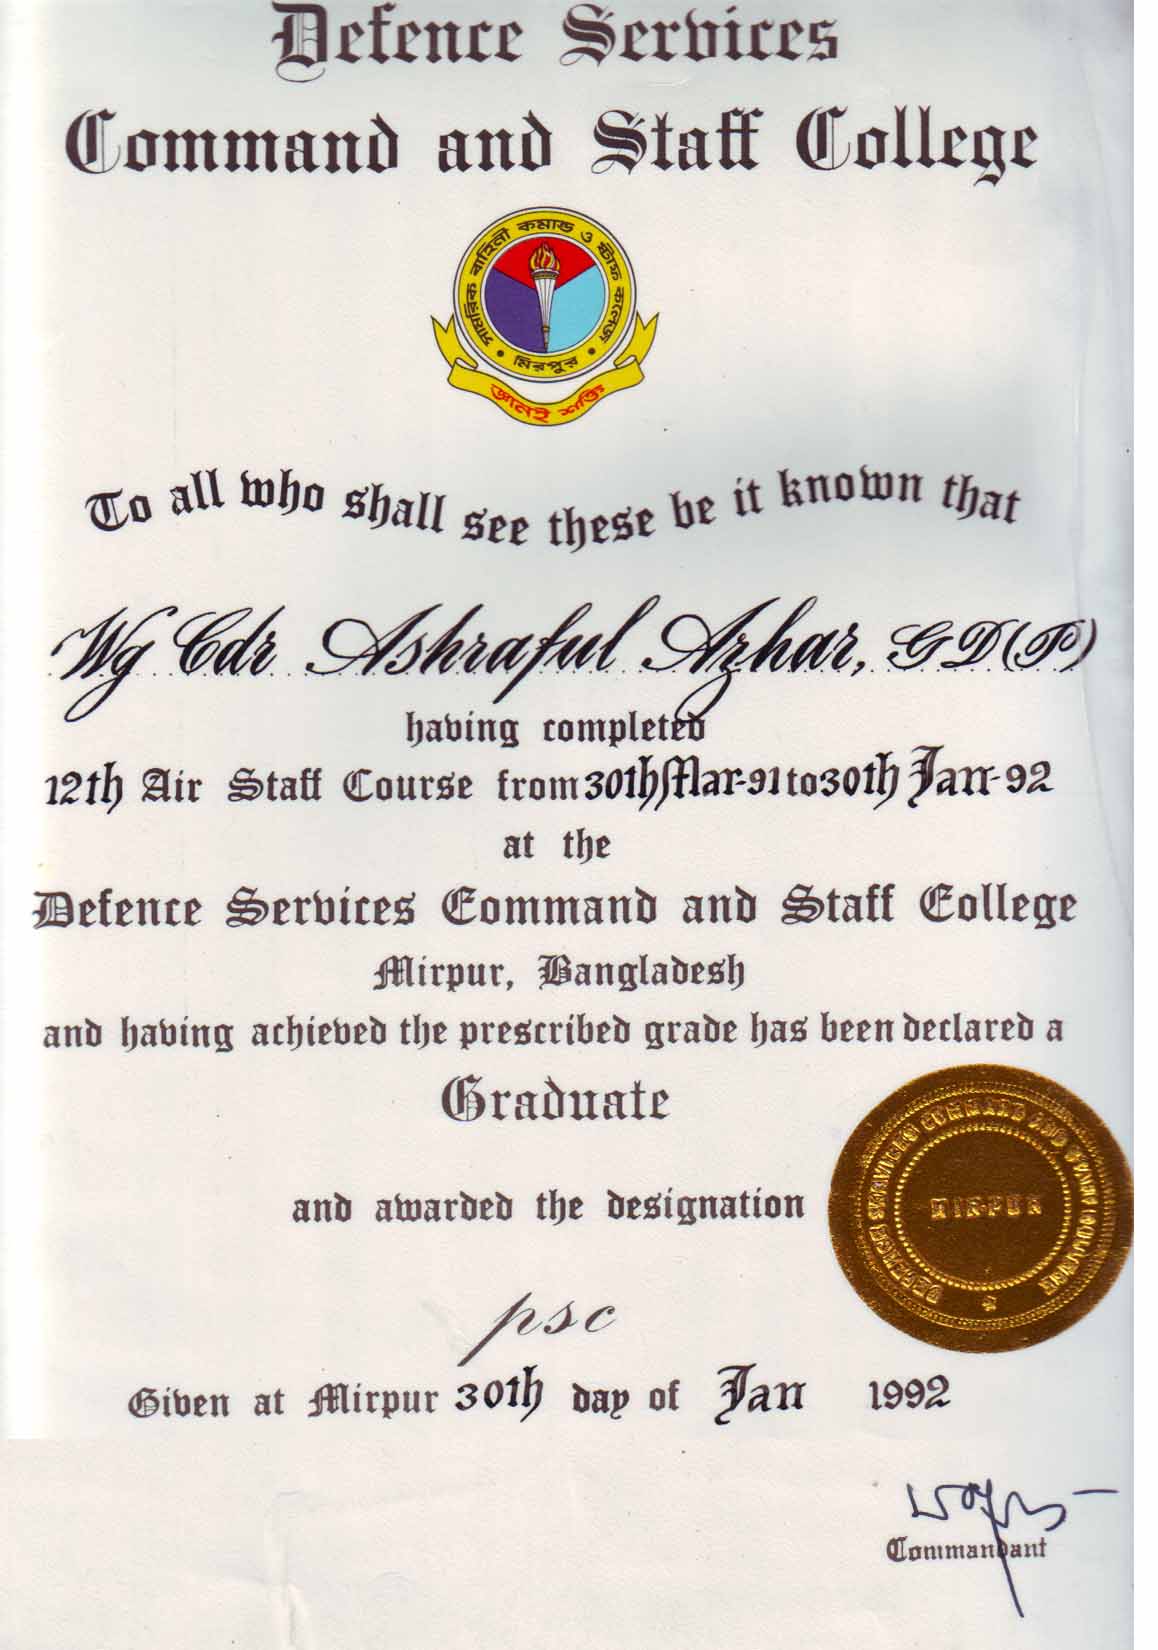 Defence Services
Command and Staff College
সামরিক বাহিনী কমান্ড ও ষ্টাফ কলেজ
মিরপুর
জ্ঞানই শক্তি
To all who shall see these be it known that
Wg Cdr Ashraful Azhar, GD(P)
having completed
12th Air Staff Course from 30th Mar-91 to 30th Jan-92
at the
Defence Services Command and Staff College
Mirpur, Bangladesh
and having achieved the prescribed grade has been declared a
Graduate
DEFENCE SERVICES COMMAND AND STAFF COLLEGE
MIRPUR
and awarded the designation
psc
Given at Mirpur 30th day of Jan 1992
Commandant